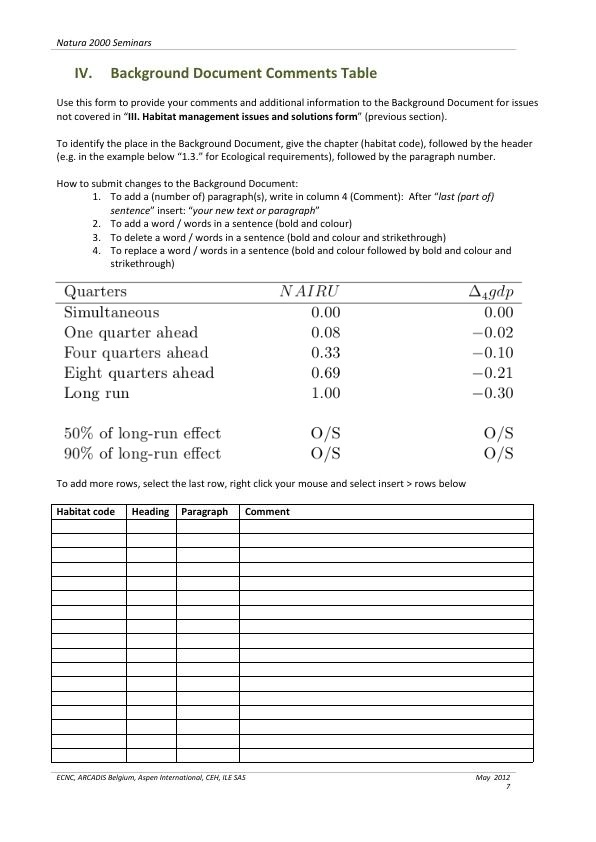 Natura 2000 Seminars
IV. Background Document Comments Table
Use this form to provide your comments and additional information to the Background Document for issues
not covered in “III. Habitat management issues and solutions form” (previous section).
To identify the place in the Background Document, give the chapter (habitat code), followed by the header
(e.g. in the example below “1.3.” for Ecological requirements), followed by the paragraph number.
How to submit changes to the Background Document:
1. To add a (number of) paragraph(s), write in column 4 (Comment): After “last (part of)
sentence” insert: “your new text or paragraph”
2. To add a word / words in a sentence (bold and colour)
3. To delete a word / words in a sentence (bold and colour and strikethrough)
4. To replace a word / words in a sentence (bold and colour followed by bold and colour and
strikethrough)
Quarters NAIRU Δ4gdp
Simultaneous 0.00 0.00
One quarter ahead 0.08 −0.02
Four quarters ahead 0.33 −0.10
Eight quarters ahead 0.69 −0.21
Long run 1.00 −0.30
50% of long-run effect O/S O/S
90% of long-run effect O/S O/S
To add more rows, select the last row, right click your mouse and select insert > rows below
Habitat code Heading Paragraph Comment
ECNC, ARCADIS Belgium, Aspen International, CEH, ILE SAS May 2012
7